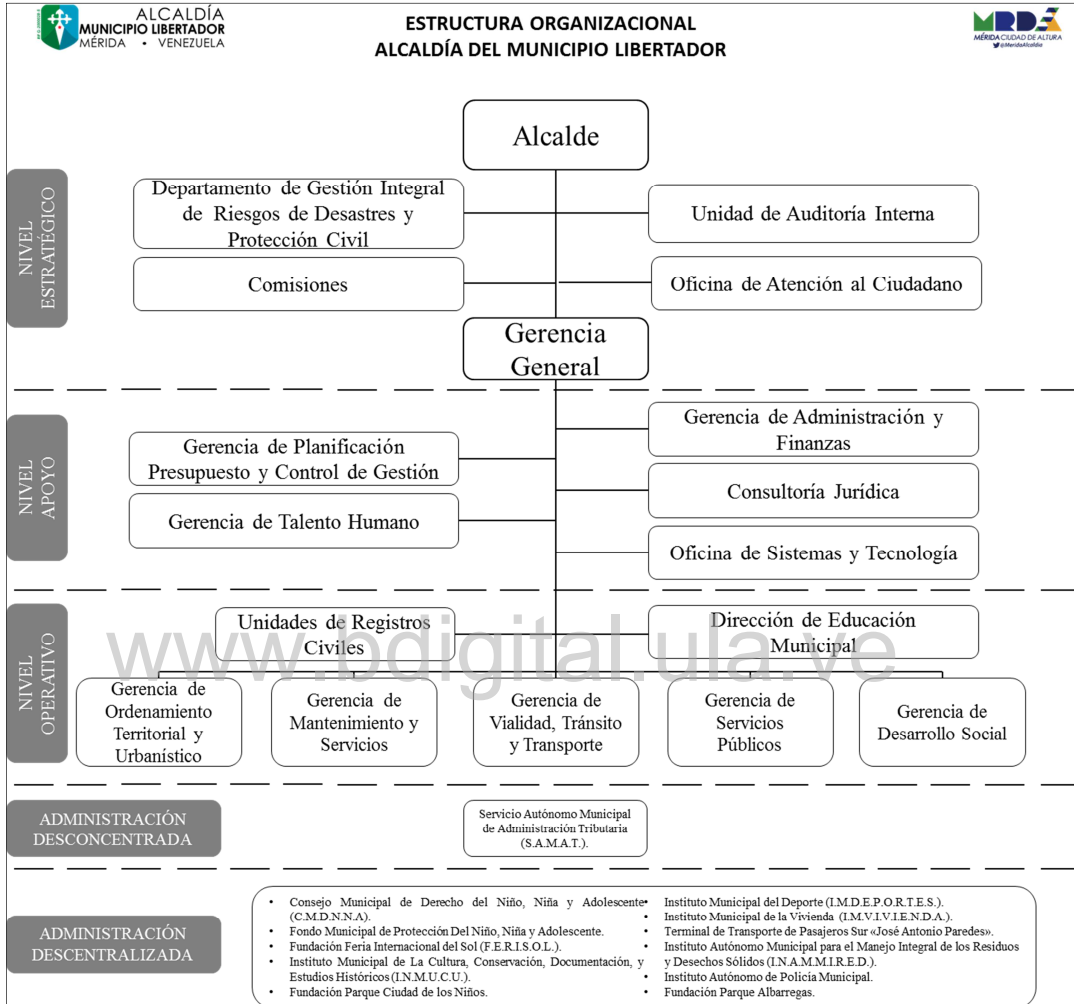 ALCALDÍA
MUNICIPIO LIBERTADOR
MÉRIDA • VENEZUELA
ESTRUCTURA ORGANIZACIONAL
ALCALDÍA DEL MUNICIPIO LIBERTADOR
MRDA
MÉRIDA CIUDAD DE ALTURA
@MeridaAlcaldia
NIVEL
ESTRATÉGICO
Alcalde
Departamento de Gestión Integral
de Riesgos de Desastres y
Protección Civil
Unidad de Auditoría Interna
Comisiones
Oficina de Atención al Ciudadano
Gerencia
General
NIVEL
APOYO
Gerencia de Administración y
Finanzas
Gerencia de Planificación
Presupuesto y Control de Gestión
Consultoría Jurídica
Gerencia de Talento Humano
Oficina de Sistemas y Tecnología
NIVEL
OPERATIVO
Unidades de Registros
Civiles
Dirección de Educación
Municipal
www.bdigital.ula.ve
Gerencia de
Ordenamiento
Territorial y
Urbanístico
Gerencia de
Mantenimiento y
Servicios
Gerencia de
Vialidad, Tránsito
y Transporte
Gerencia de
Servicios
Públicos
Gerencia de
Desarrollo Social
ADMINISTRACIÓN
DESCONCENTRADA
Servicio Autónomo Municipal
de Administración Tributaria
(S.A.M.A.T.).
ADMINISTRACIÓN
DESCENTRALIZADA
• Consejo Municipal de Derecho del Niño, Niña y Adolescente
(C.M.D.N.N.A).
• Fondo Municipal de Protección Del Niño, Niña y Adolescente.
• Fundación Feria Internacional del Sol (F.E.R.I.S.O.L.).
• Instituto Municipal de La Cultura, Conservación, Documentación, y
Estudios Históricos (I.N.M.U.C.U.).
• Fundación Parque Ciudad de los Niños.
• Instituto Municipal del Deporte (I.M.D.E.P.O.R.T.E.S.).
• Instituto Municipal de la Vivienda (I.M.V.I.V.I.E.N.D.A.).
• Terminal de Transporte de Pasajeros Sur «José Antonio Paredes».
• Instituto Autónomo Municipal para el Manejo Integral de los Residuos
y Desechos Sólidos (I.N.A.M.M.I.R.E.D.).
• Instituto Autónomo de Policía Municipal.
• Fundación Parque Albarregas.